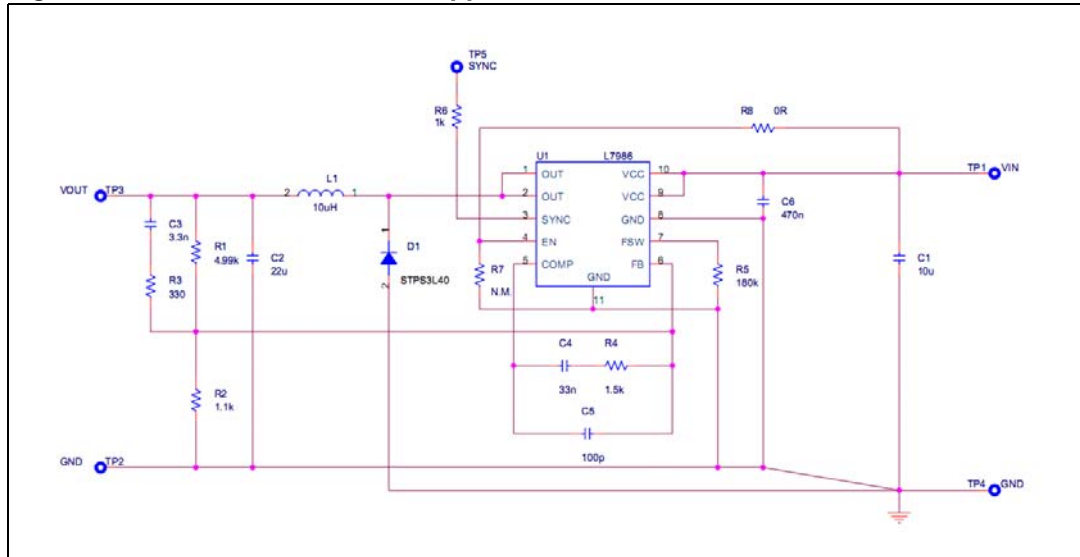 TP5
SYNC
R6
1k
R8 0R
U1 L7986
1 OUT VCC 10
2 OUT VCC 9
3 SYNC GND 8
4 EN FSW 7
5 COMP FB 6
GND
11
TP1 VIN
VOUT TP3
2 L1 1
10uH
C3
3.3n
R1
4.99k
C2
22u
R3
330
1
D1
STPS3L40
2
R7
N.M.
R5
180k
C6
470n
C1
10u
C4 R4
33n 1.5k
C5
100p
R2
1.1k
GND TP2
TP4 GND